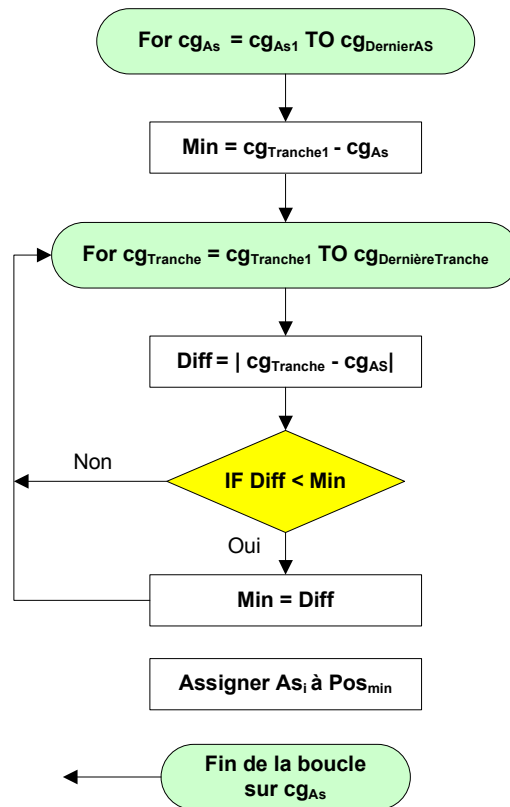 For cgAs = cgAs1 TO cgDernierAS
Min = cgTranche1 - cgAs
For cgTranche = cgTranche1 TO cgDernièreTranche
Diff = | cgTranche - cgAS|
Non
IF Diff < Min
Oui
Min = Diff
Assigner Asi à Posmin
Fin de la boucle
sur cgAs